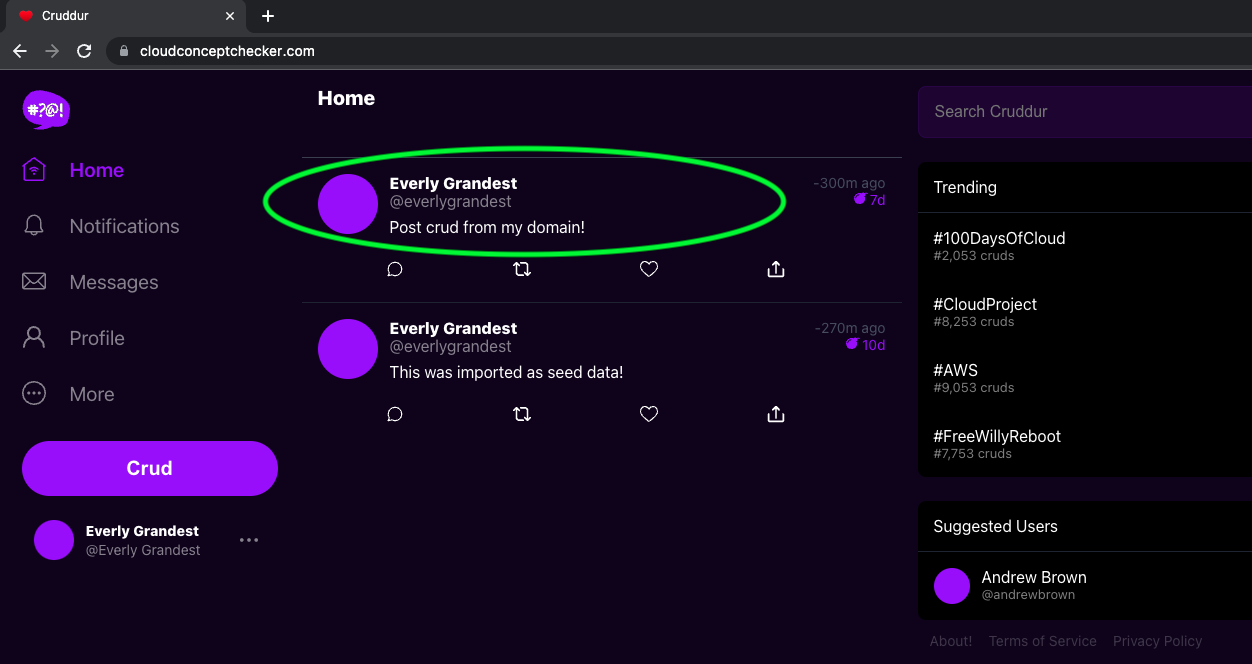 Cruddur
cloudconceptchecker.com
#?@!
Home
Notifications
Messages
Profile
More
Crud
Everly Grandest
@Everly Grandest
Home
Everly Grandest
@everlygrandest
-300m ago
7d
Post crud from my domain!
Everly Grandest
@everlygrandest
-270m ago
10d
This was imported as seed data!
Search Cruddur
Trending
#100DaysOfCloud
#2,053 cruds
#CloudProject
#8,253 cruds
#AWS
#9,053 cruds
#FreeWillyReboot
#7,753 cruds
Suggested Users
Andrew Brown
@andrewbrown
About! Terms of Service Privacy Policy